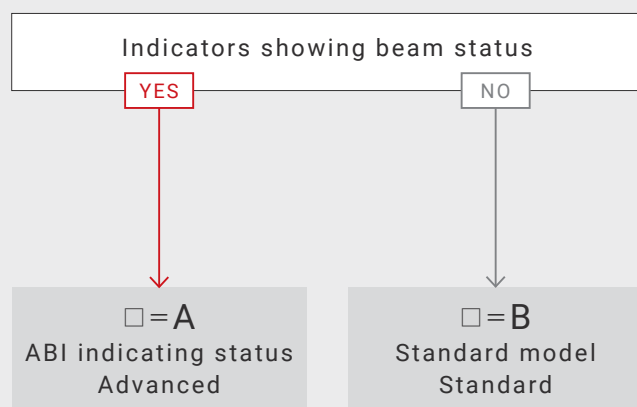 Indicators showing beam status
YES
NO
□=A
ABI indicating status
Advanced
□=B
Standard model
Standard